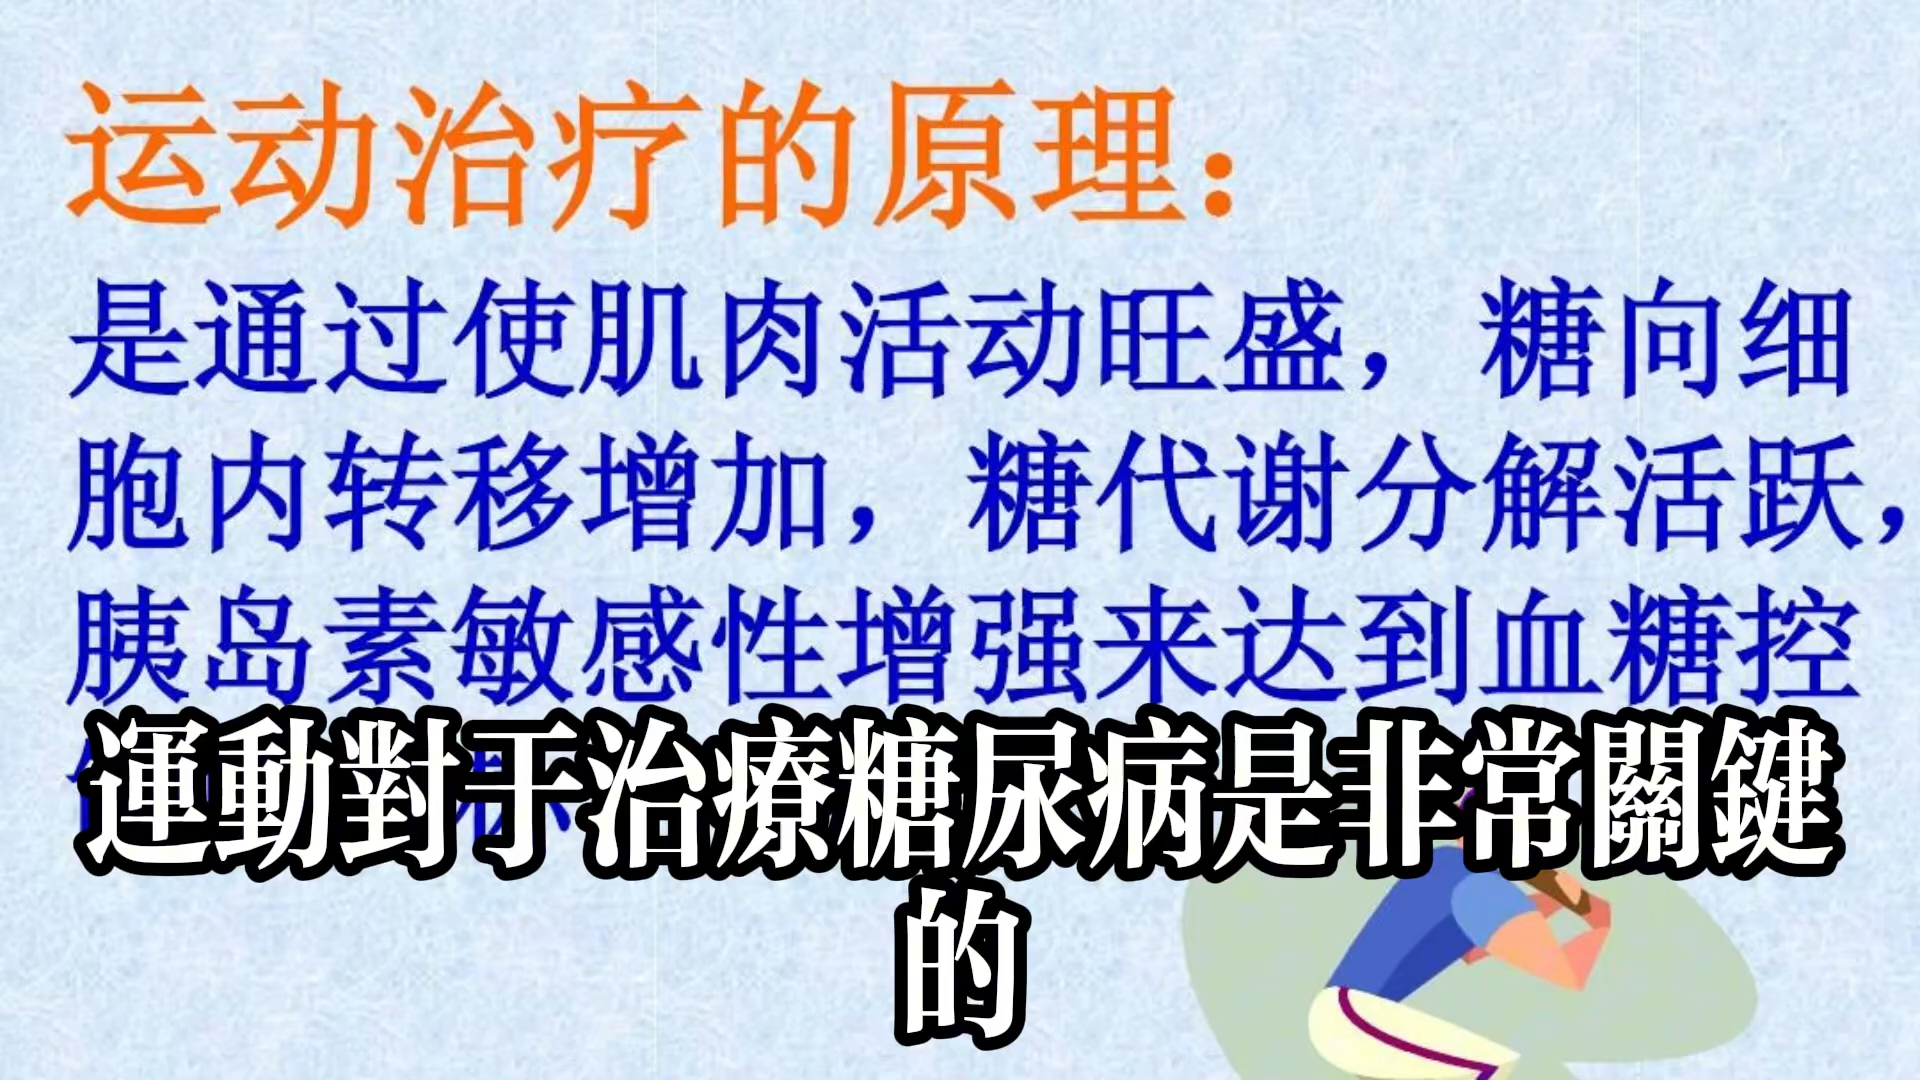 运动治疗的原理：
是通过使肌肉活动旺盛，糖向细
胞内转移增加，糖代谢分解活跃，
胰岛素敏感性增强来达到血糖控
運動對于治療糖尿病是非常關鍵
的